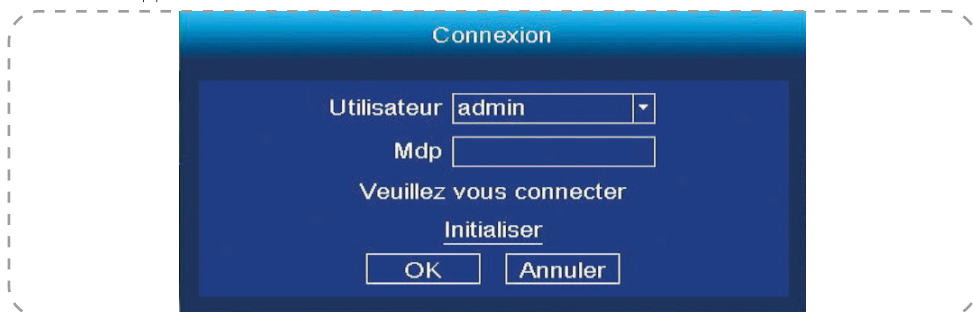 Connexion
Utilisateur admin
Mdp
Veuillez vous connecter
Initialiser
OK Annuler